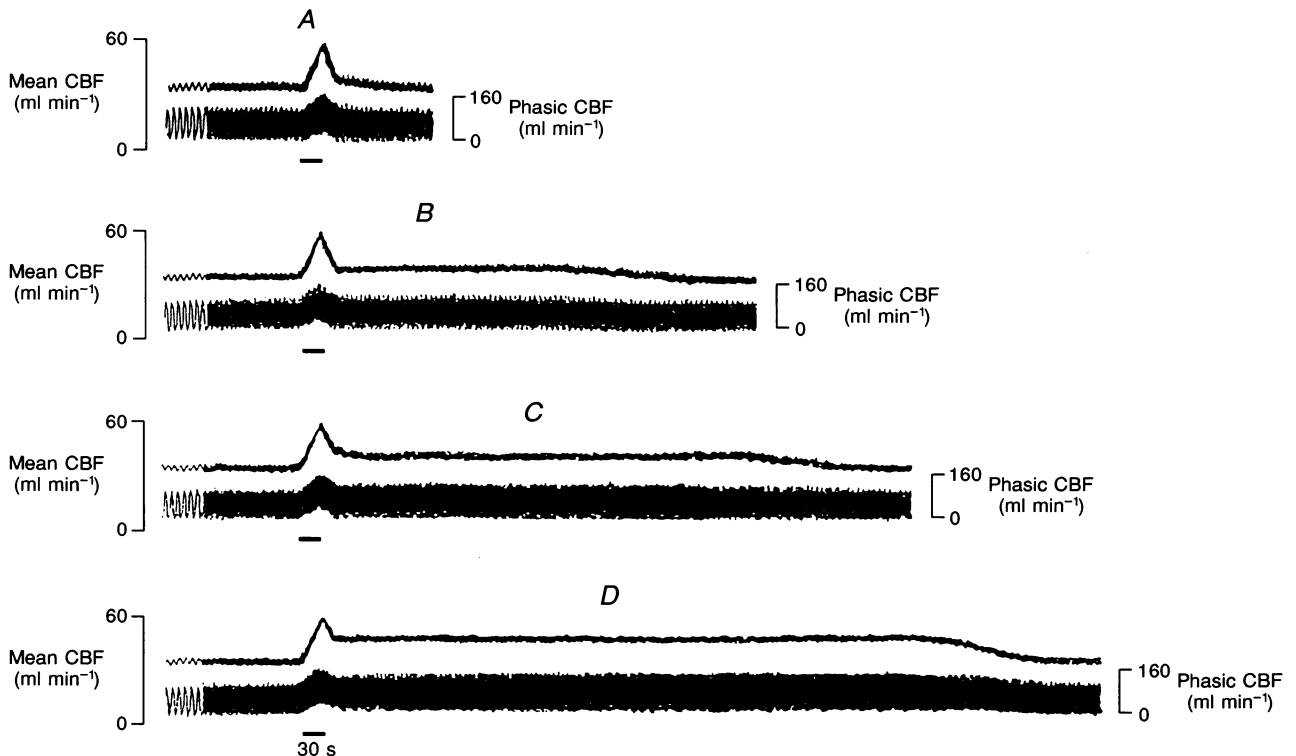 A
60
Mean CBF
(ml min⁻¹)
0
160
Phasic CBF
(ml min⁻¹)
0
B
60
Mean CBF
(ml min⁻¹)
0
160
Phasic CBF
(ml min⁻¹)
0
C
60
Mean CBF
(ml min⁻¹)
0
160
Phasic CBF
(ml min⁻¹)
0
D
60
Mean CBF
(ml min⁻¹)
0
160
Phasic CBF
(ml min⁻¹)
0
30 s